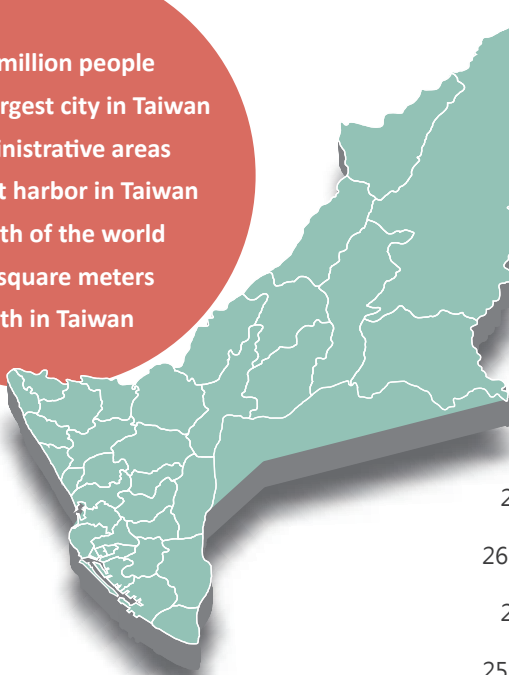 million people
rgest city in Taiwan
inistrative areas
t harbor in Taiwan
th of the world
square meters
th in Taiwan
2
26
2
25